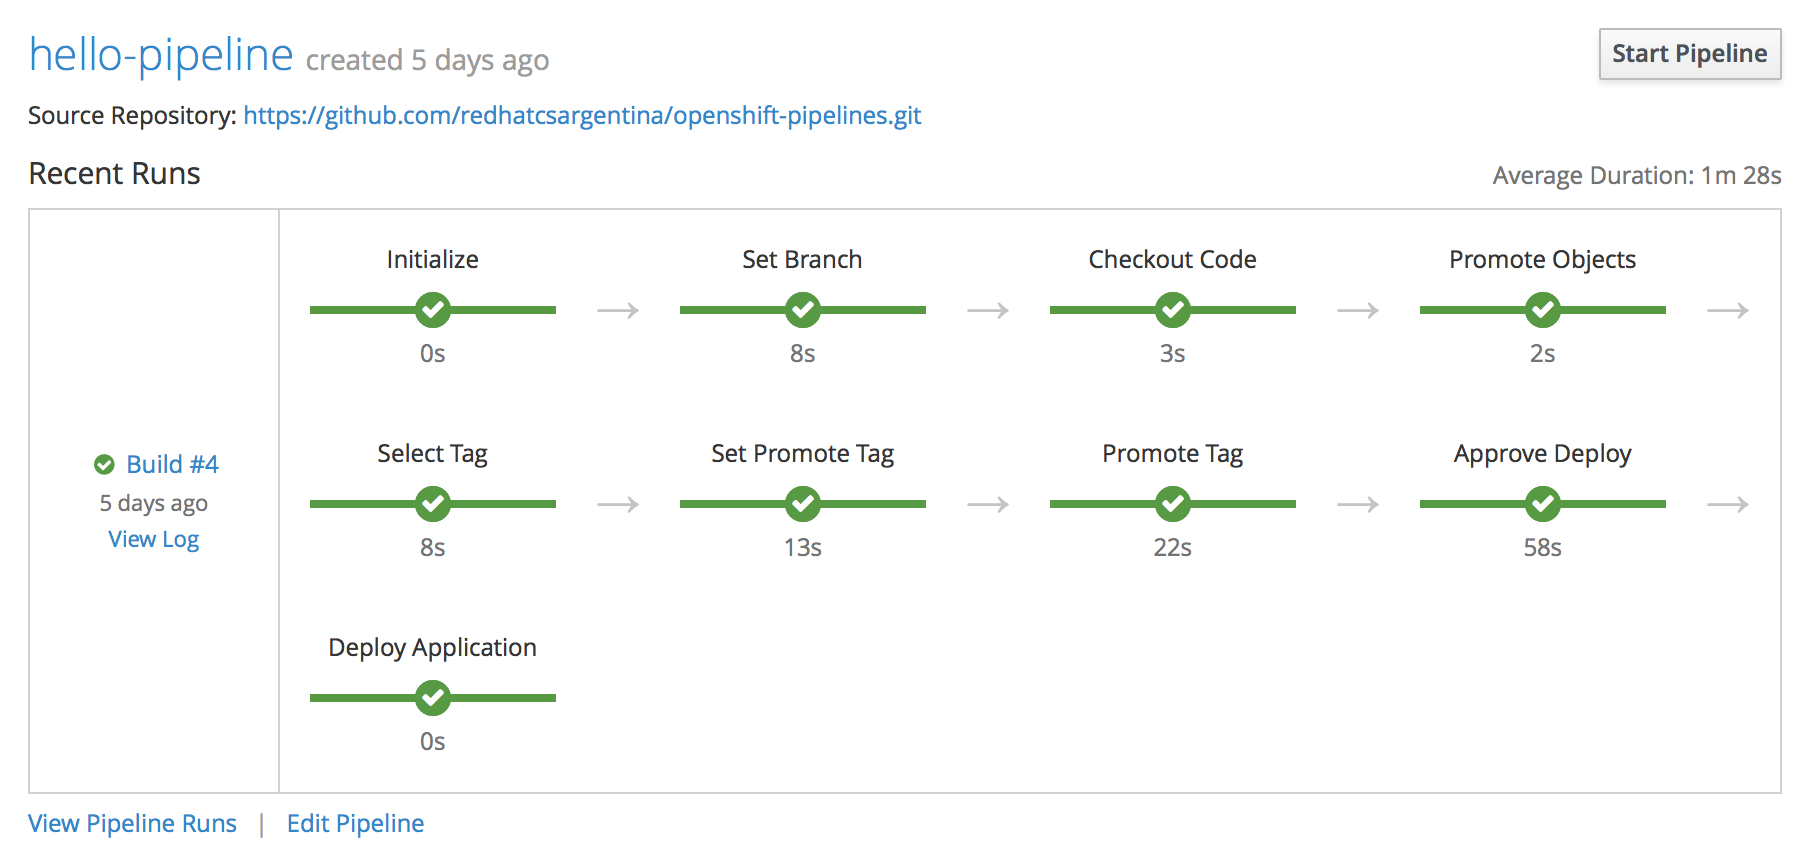 hello-pipeline created 5 days ago
Start Pipeline
Source Repository: https://github.com/redhatcsargentina/openshift-pipelines.git
Recent Runs
Average Duration: 1m 28s
Build #4
5 days ago
View Log
Initialize
0s
Set Branch
8s
Checkout Code
3s
Promote Objects
2s
Select Tag
8s
Set Promote Tag
13s
Promote Tag
22s
Approve Deploy
58s
Deploy Application
0s
View Pipeline Runs | Edit Pipeline